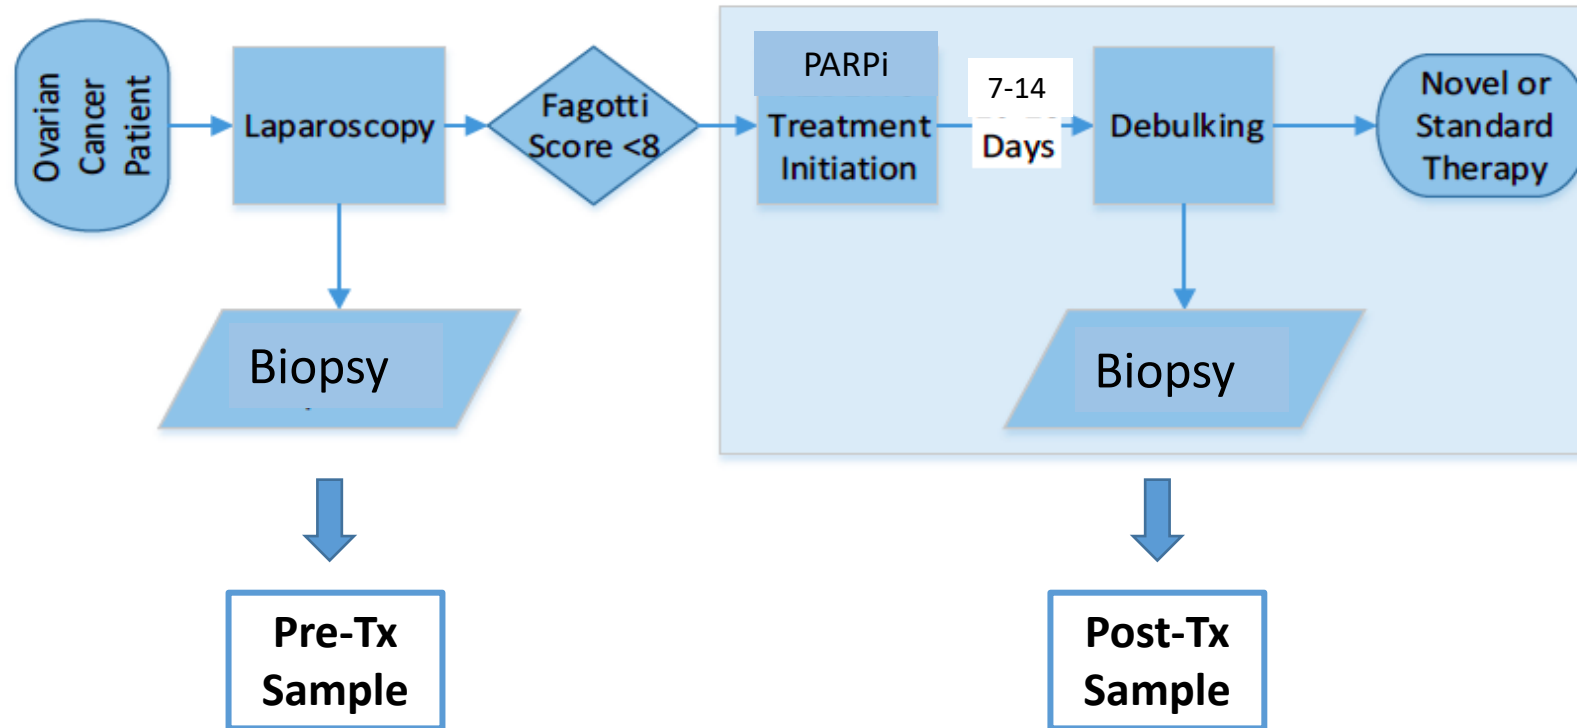 Ovarian
Cancer
Patient
Laparoscopy
Fagotti
Score <8
PARPi
Treatment
Initiation
7-14
Days
Debulking
Novel or
Standard
Therapy
Biopsy
Biopsy
Pre-Tx
Sample
Post-Tx
Sample